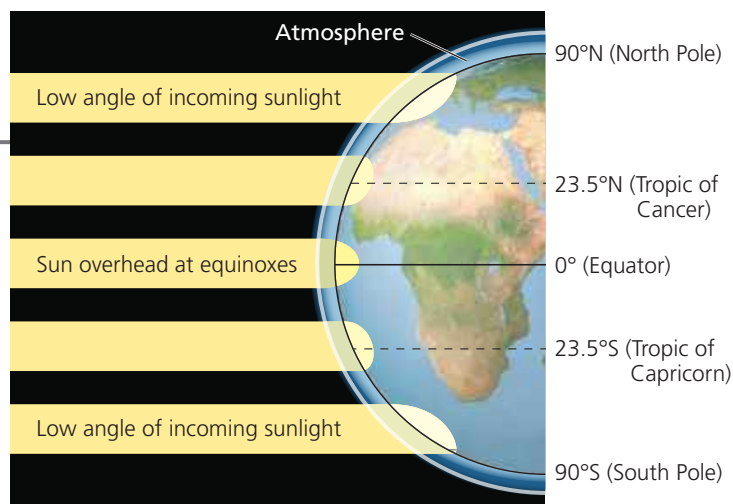 Atmosphere
90°N (North Pole)
Low angle of incoming sunlight
23.5°N (Tropic of
Cancer)
Sun overhead at equinoxes
0° (Equator)
23.5°S (Tropic of
Capricorn)
Low angle of incoming sunlight
90°S (South Pole)